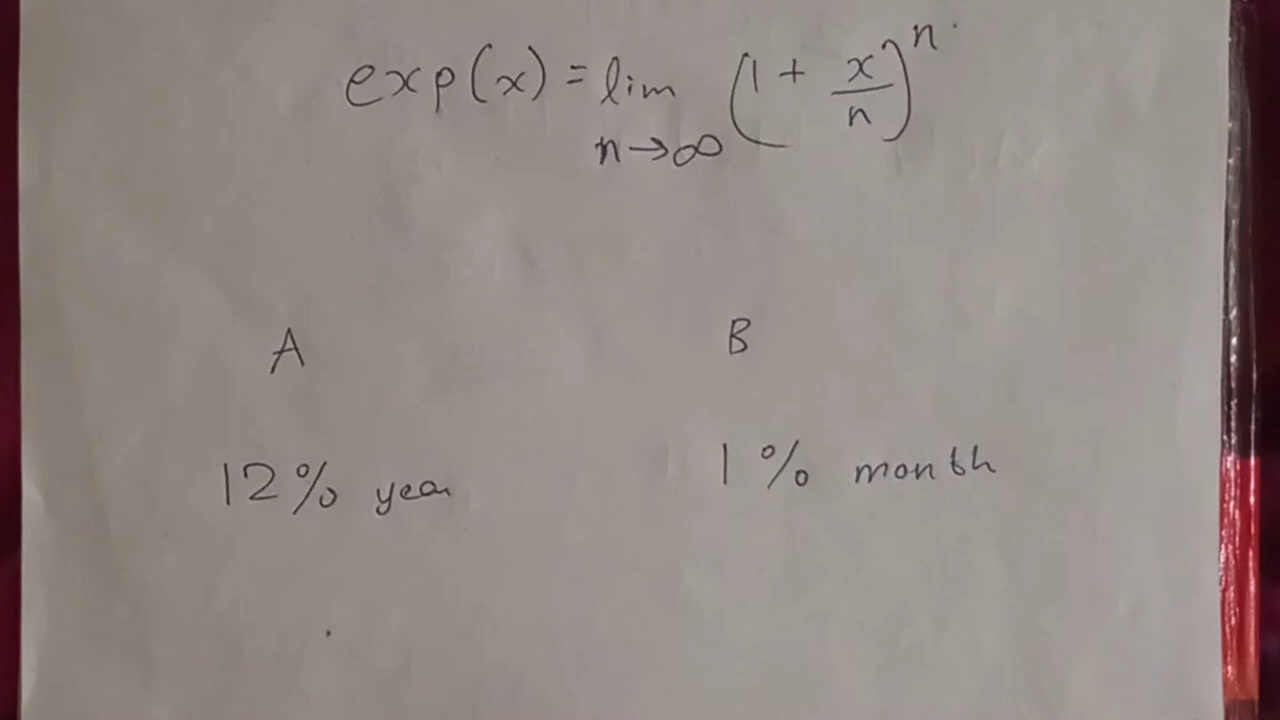 exp(x) = lim n→∞ (1 + x/n)^n
A
B
12% year
1% month